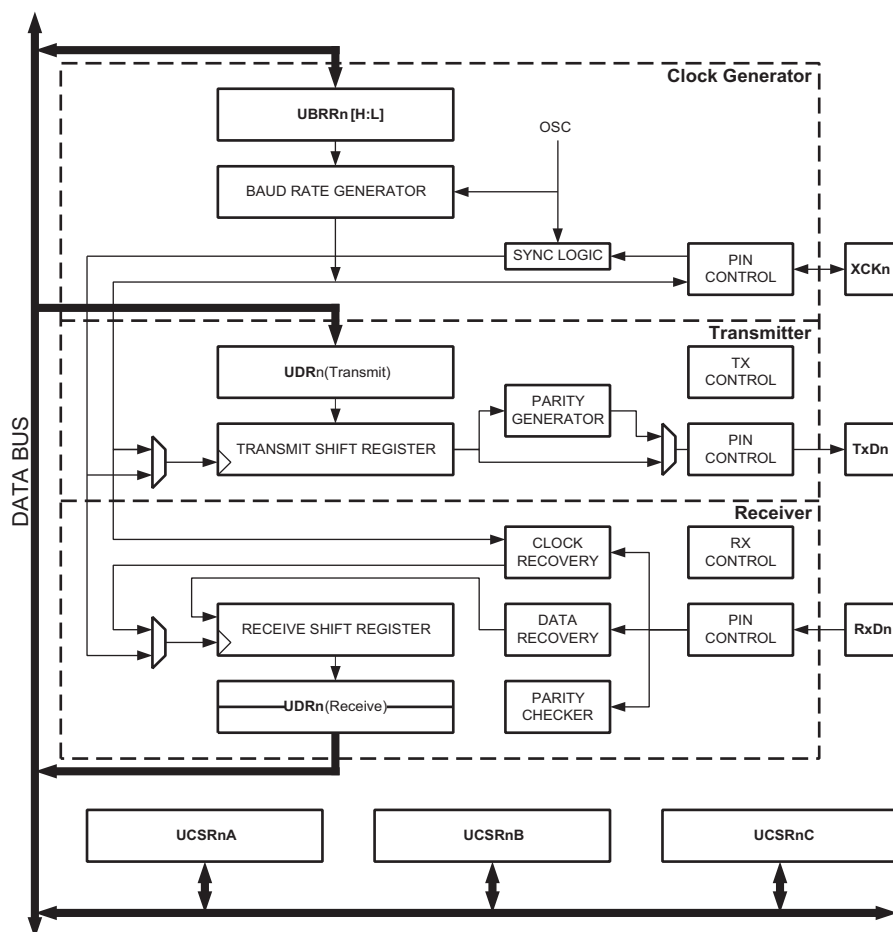 Clock Generator
UBRRn [H:L]
OSC
BAUD RATE GENERATOR
SYNC LOGIC
PIN
CONTROL
XCKn
Transmitter
UDRn(Transmit)
TX
CONTROL
PARITY
GENERATOR
TRANSMIT SHIFT REGISTER
PIN
CONTROL
TxDn
DATA BUS
Receiver
CLOCK
RECOVERY
RX
CONTROL
RECEIVE SHIFT REGISTER
DATA
RECOVERY
PIN
CONTROL
RxDn
UDRn(Receive)
PARITY
CHECKER
UCSRnA
UCSRnB
UCSRnC